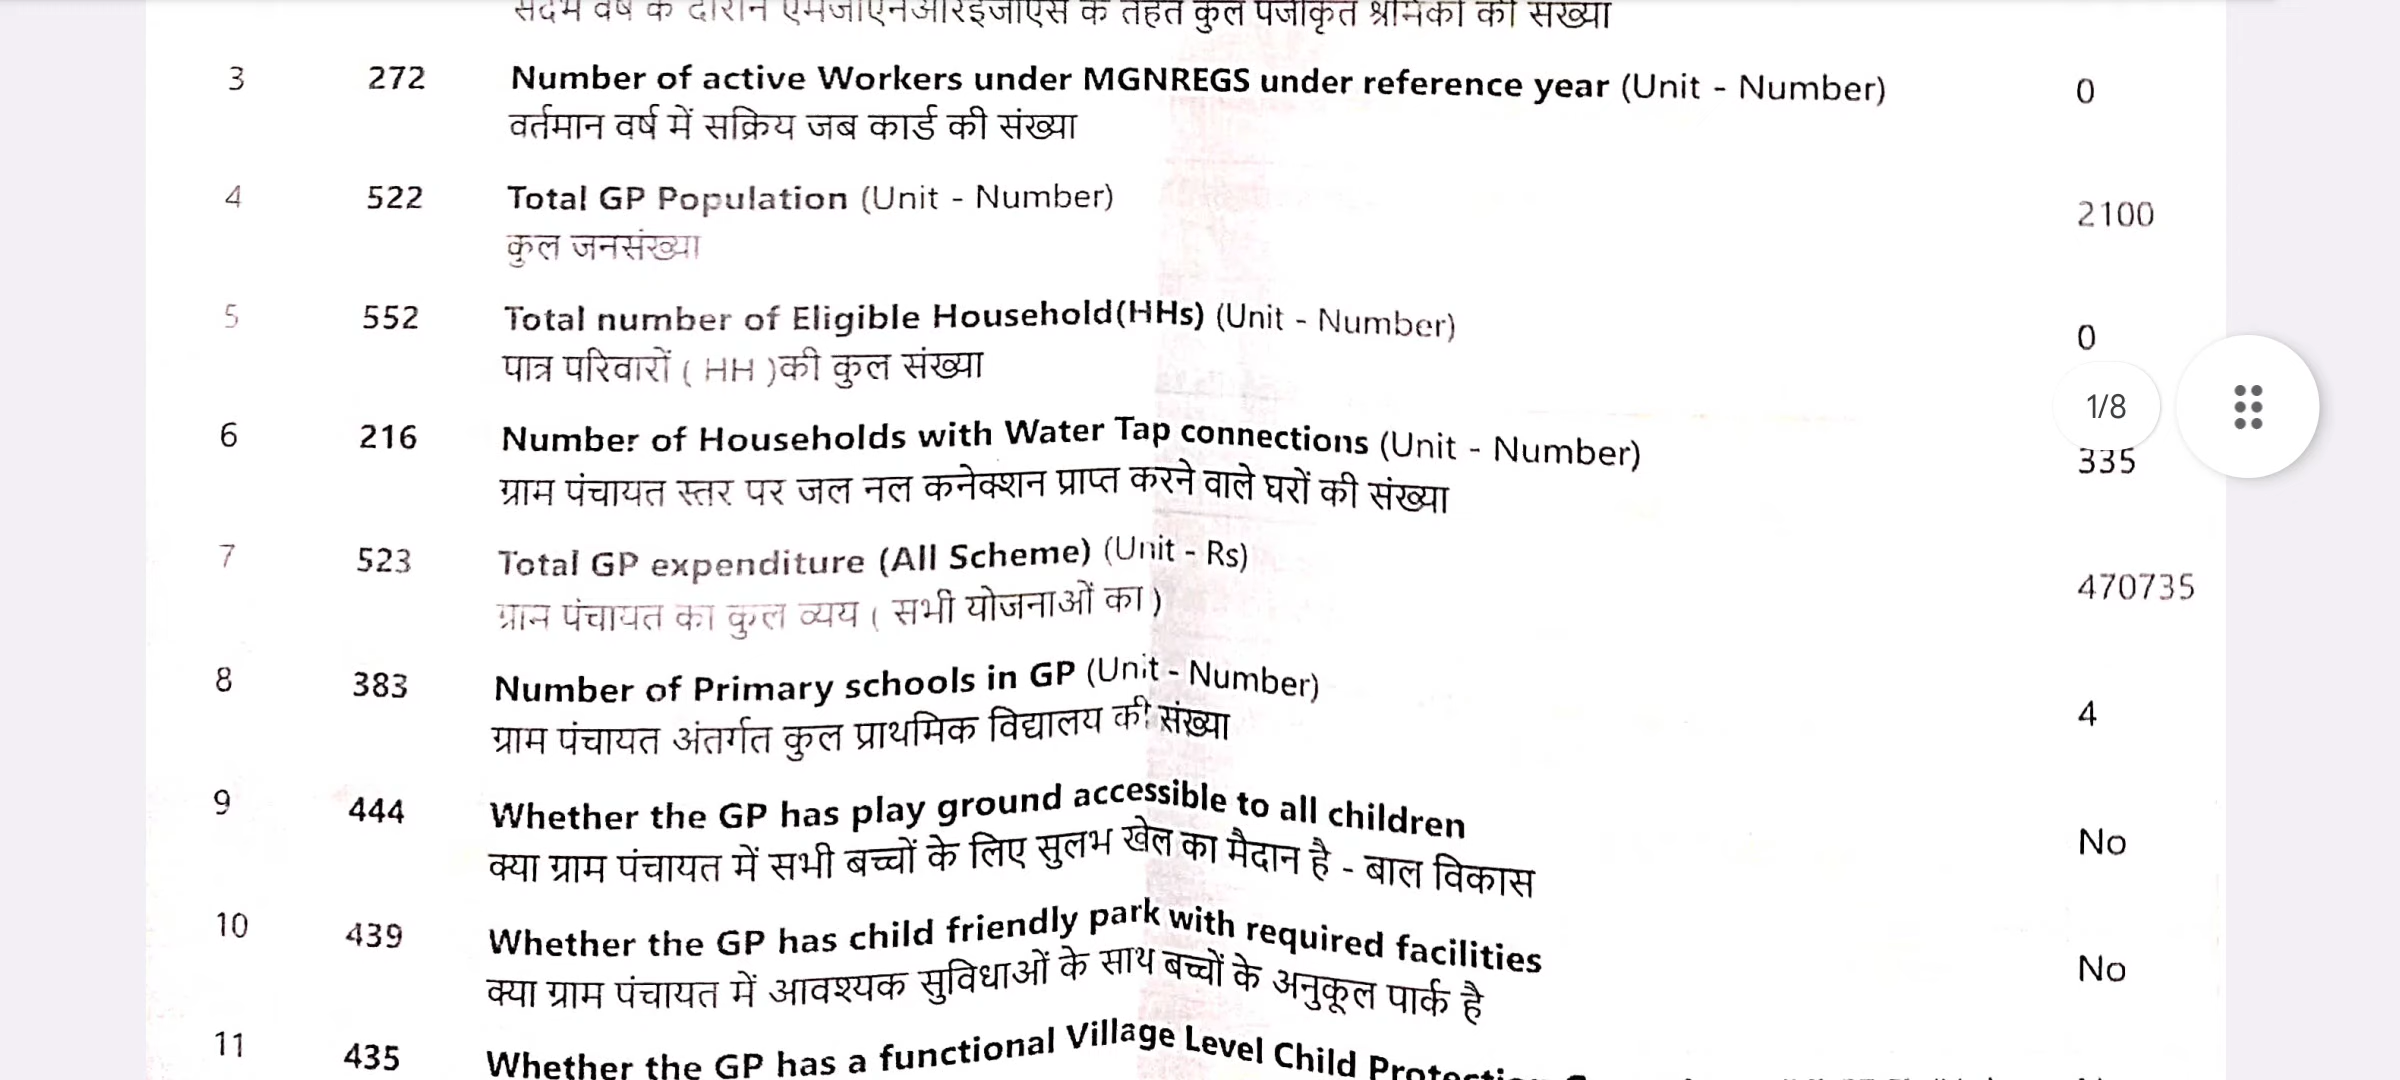 संदर्भ वर्ष के दौरान एमजीएनआरईजीएस के तहत कुल पंजीकृत श्रमिकों की संख्या
3 272 Number of active Workers under MGNREGS under reference year (Unit - Number) 0
वर्तमान वर्ष में सक्रिय जब कार्ड की संख्या
4 522 Total GP Population (Unit - Number) 2100
कुल जनसंख्या
5 552 Total number of Eligible Household(HHs) (Unit - Number) 0
पात्र परिवारों ( HH )की कुल संख्या
1/8
6 216 Number of Households with Water Tap connections (Unit - Number) 335
ग्राम पंचायत स्तर पर जल नल कनेक्शन प्राप्त करने वाले घरों की संख्या
7 523 Total GP expenditure (All Scheme) (Unit - Rs) 470735
ग्राम पंचायत का कुल व्यय ( सभी योजनाओं का )
8 383 Number of Primary schools in GP (Unit - Number) 4
ग्राम पंचायत अंतर्गत कुल प्राथमिक विद्यालय की संख्या
9 444 Whether the GP has play ground accessible to all children No
क्या ग्राम पंचायत में सभी बच्चों के लिए सुलभ खेल का मैदान है - बाल विकास
10 439 Whether the GP has child friendly park with required facilities No
क्या ग्राम पंचायत में आवश्यक सुविधाओं के साथ बच्चों के अनुकूल पार्क है
11 435 Whether the GP has a functional Village Level Child